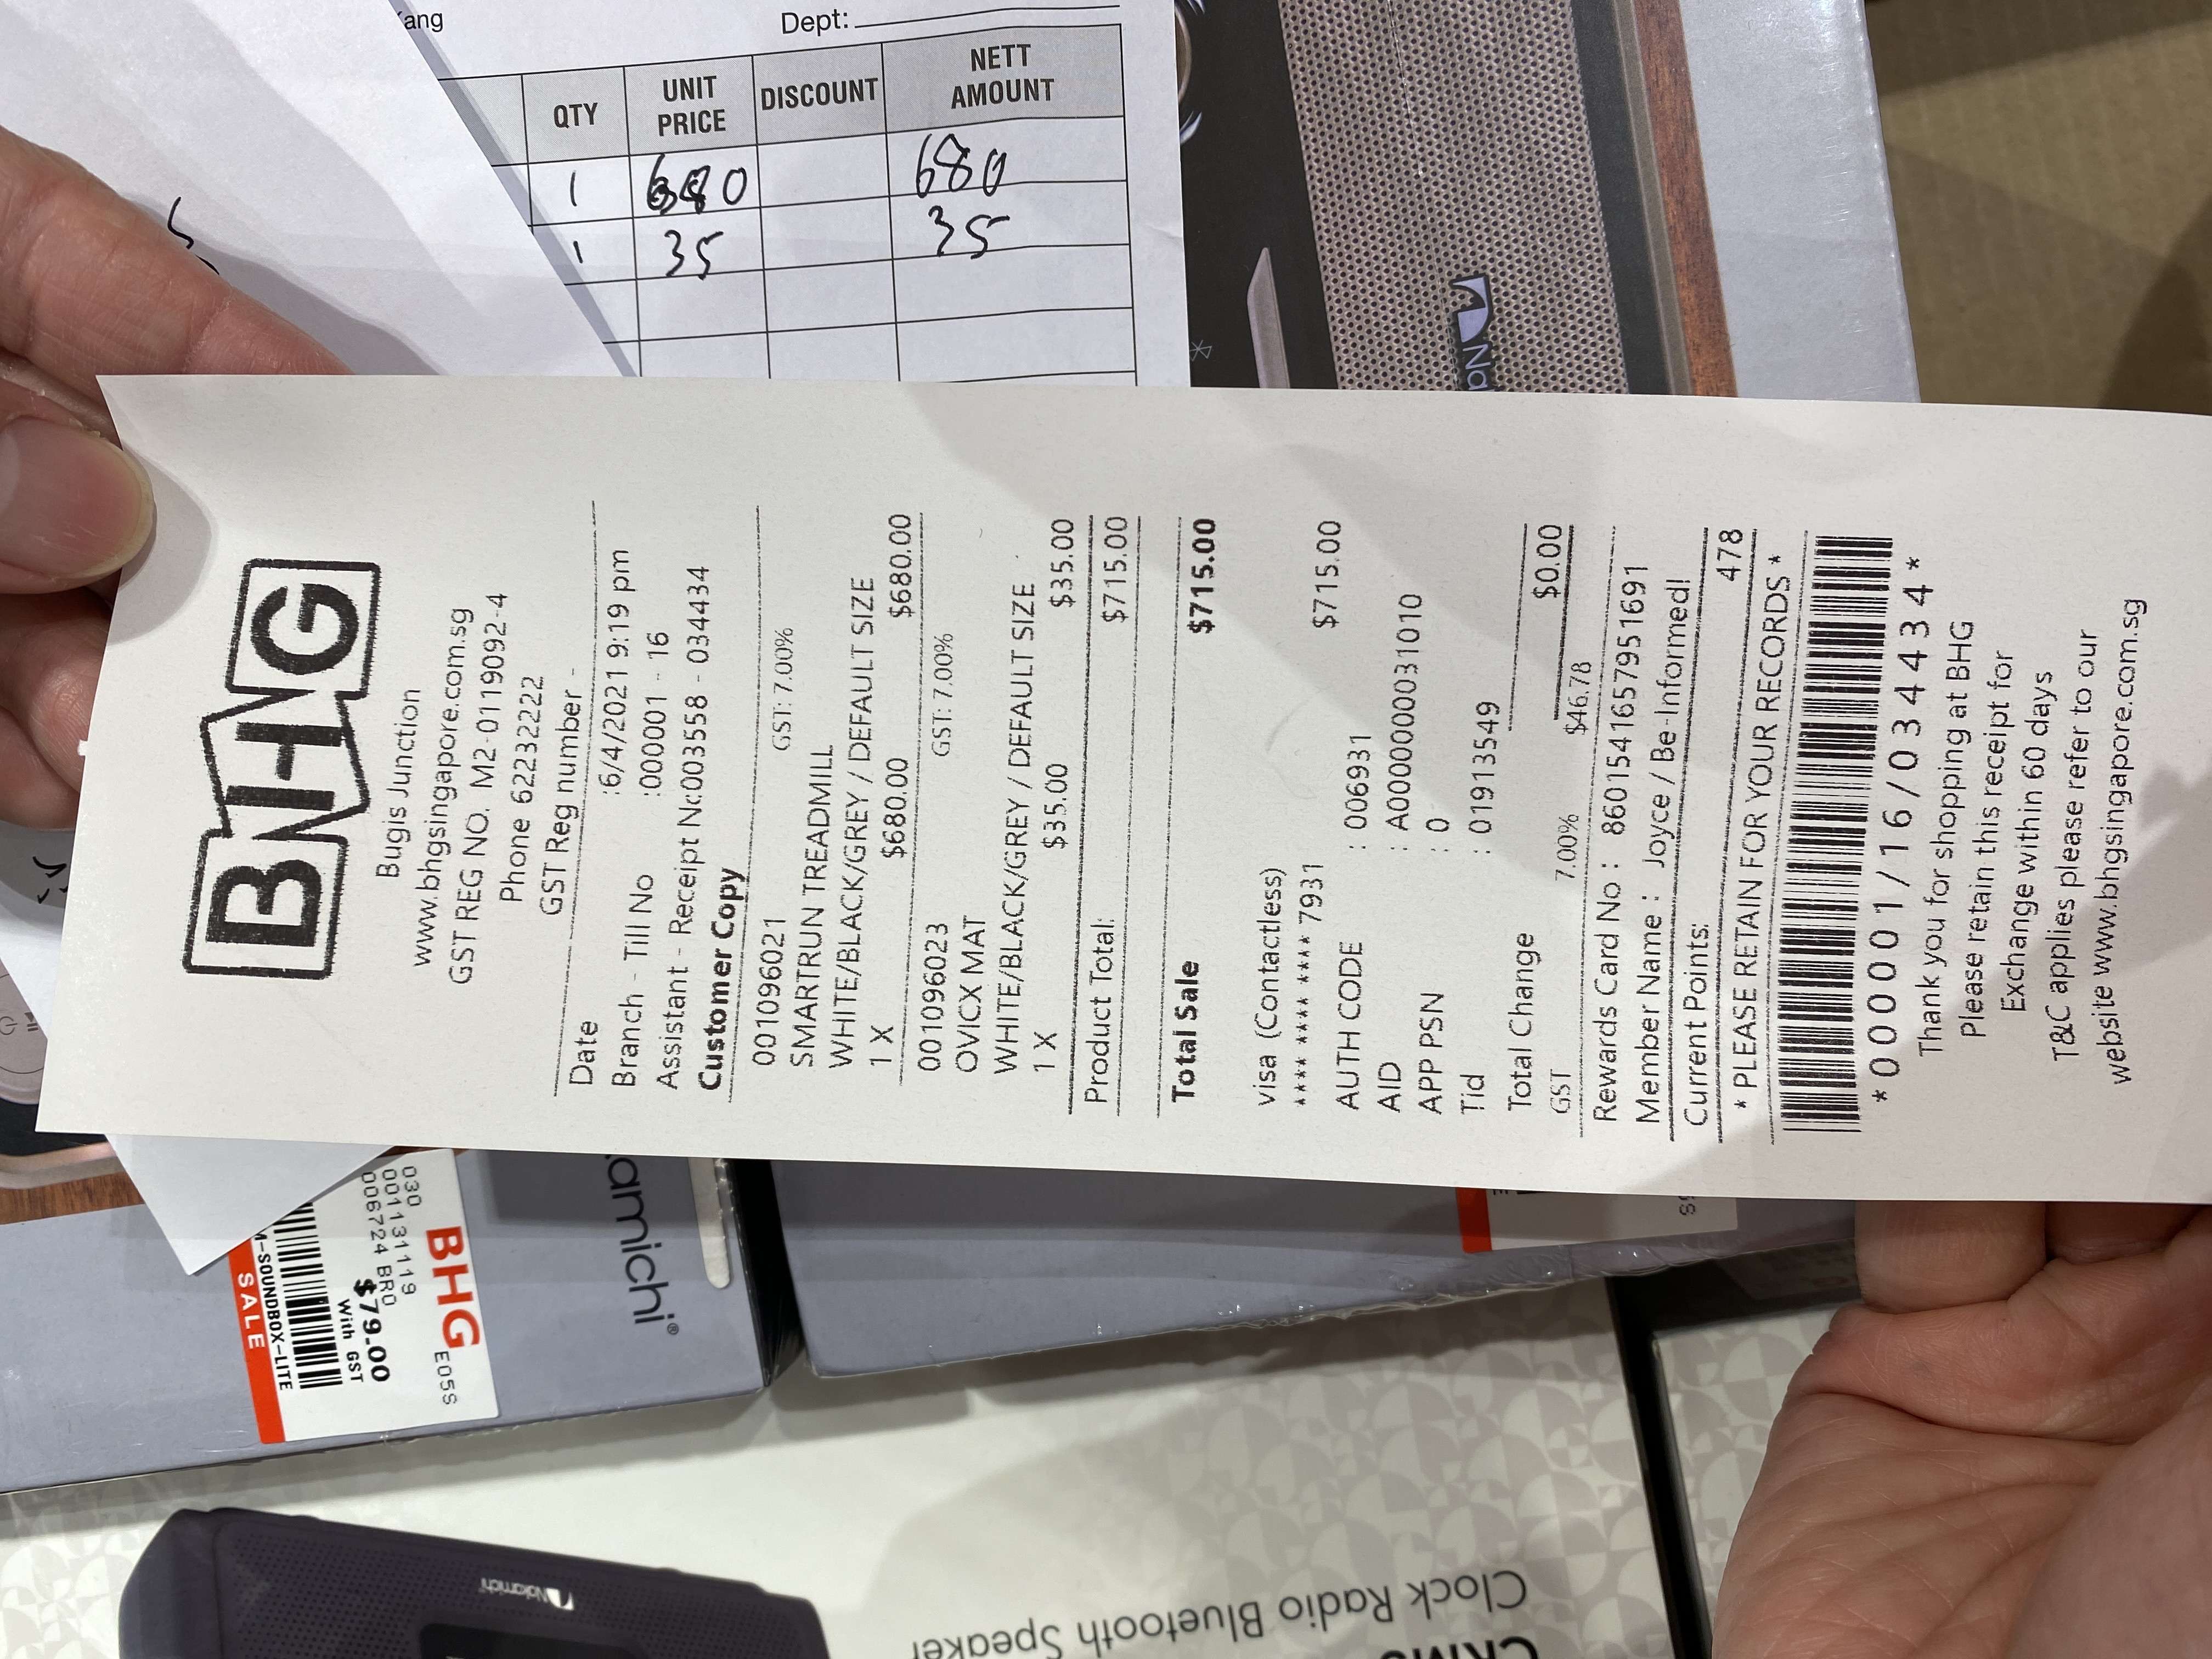 ang
Dept:
QTY UNIT PRICE DISCOUNT NETT AMOUNT
1 680 680
1 35 35
BHG
Bugis Junction
www.bhgsingapore.com.sg
GST REG NO. M2-0119092-4
Phone 62232222
GST Reg number -
Date :6/4/2021 9:19 pm
Branch - Till No :000001 - 16
Assistant - Receipt No:003558 - 034434
Customer Copy
001096021 GST: 7.00%
SMARTRUN TREADMILL
WHITE/BLACK/GREY / DEFAULT SIZE
1 X $680.00 $680.00
001096023 GST: 7.00%
OVICX MAT
WHITE/BLACK/GREY / DEFAULT SIZE
1 X $35.00 $35.00
Product Total: $715.00
Total Sale $715.00
visa (Contactless)
**** **** **** 7931 $715.00
AUTH CODE : 006931
AID : A0000000031010
APP PSN : 0
Tid : 01913549
Total Change $0.00
GST 7.00% $46.78
Rewards Card No : 8601541657951691
Member Name : Joyce / Be-Informed!
Current Points: 478
* PLEASE RETAIN FOR YOUR RECORDS *
*00001/16/034434*
Thank you for shopping at BHG
Please retain this receipt for
Exchange within 60 days
T&C applies please refer to our
website www.bhgsingapore.com.sg
BHG E05S
030
001131119
006724 BRO
$79.00
With GST
M-SOUNDBOX-LITE
SALE
amichi®
Na
Nakamichi
Clock Radio Bluetooth Speaker